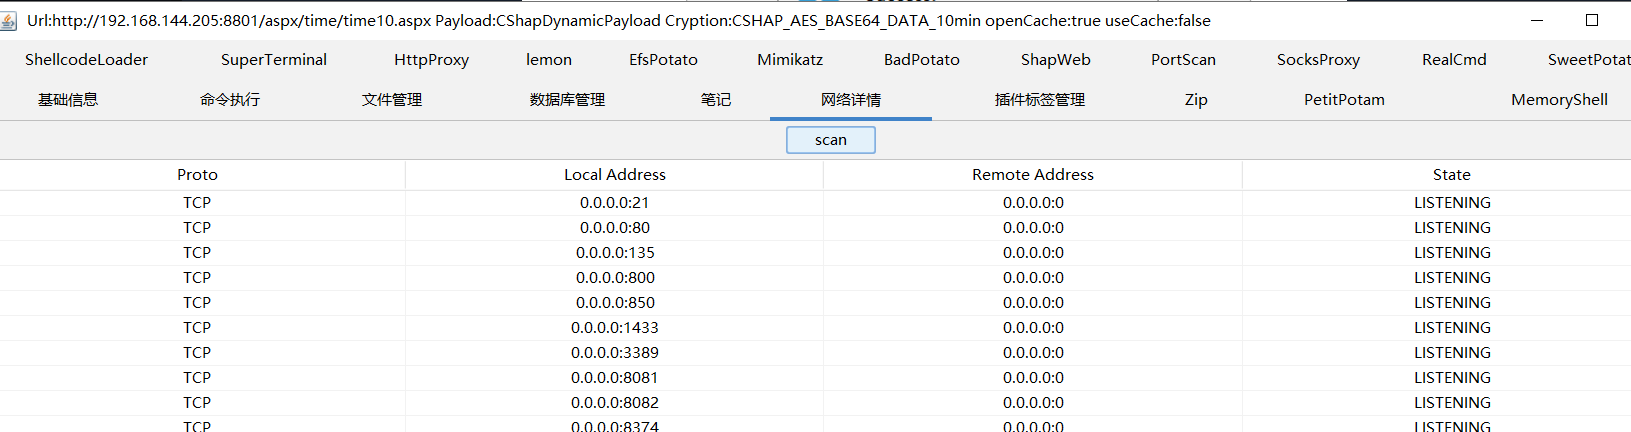 Url:http://192.168.144.205:8801/aspx/time/time10.aspx Payload:CShapDynamicPayload Cryption:CSHAP_AES_BASE64_DATA_10min openCache:true useCache:false
ShellcodeLoader SuperTerminal HttpProxy lemon EfsPotato Mimikatz BadPotato ShapWeb PortScan SocksProxy RealCmd SweetPotat
基础信息 命令执行 文件管理 数据库管理 笔记 网络详情 插件标签管理 Zip PetitPotam MemoryShell
scan
Proto Local Address Remote Address State
TCP 0.0.0.0:21 0.0.0.0:0 LISTENING
TCP 0.0.0.0:80 0.0.0.0:0 LISTENING
TCP 0.0.0.0:135 0.0.0.0:0 LISTENING
TCP 0.0.0.0:800 0.0.0.0:0 LISTENING
TCP 0.0.0.0:850 0.0.0.0:0 LISTENING
TCP 0.0.0.0:1433 0.0.0.0:0 LISTENING
TCP 0.0.0.0:3389 0.0.0.0:0 LISTENING
TCP 0.0.0.0:8081 0.0.0.0:0 LISTENING
TCP 0.0.0.0:8082 0.0.0.0:0 LISTENING
TCP 0.0.0.0:8374 0.0.0.0:0 LISTENING